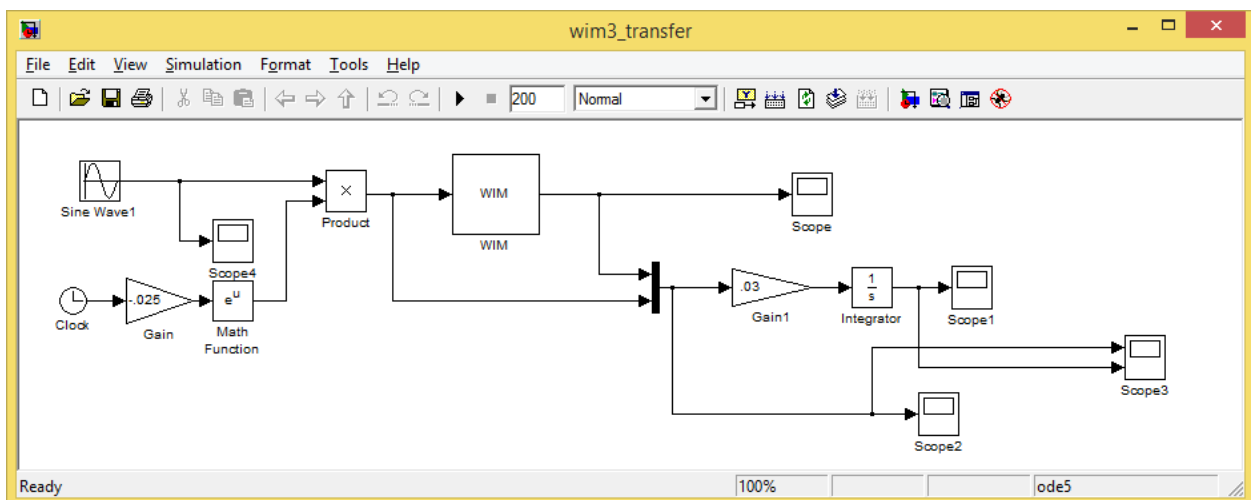 wim3_transfer
File Edit View Simulation Format Tools Help
200 Normal
Sine Wave1
Scope4
Clock
-.025
Gain
e^u
Math
Function
×
Product
WIM
WIM
Scope
.03
Gain1
1
s
Integrator
Scope1
Scope3
Scope2
Ready 100% ode5